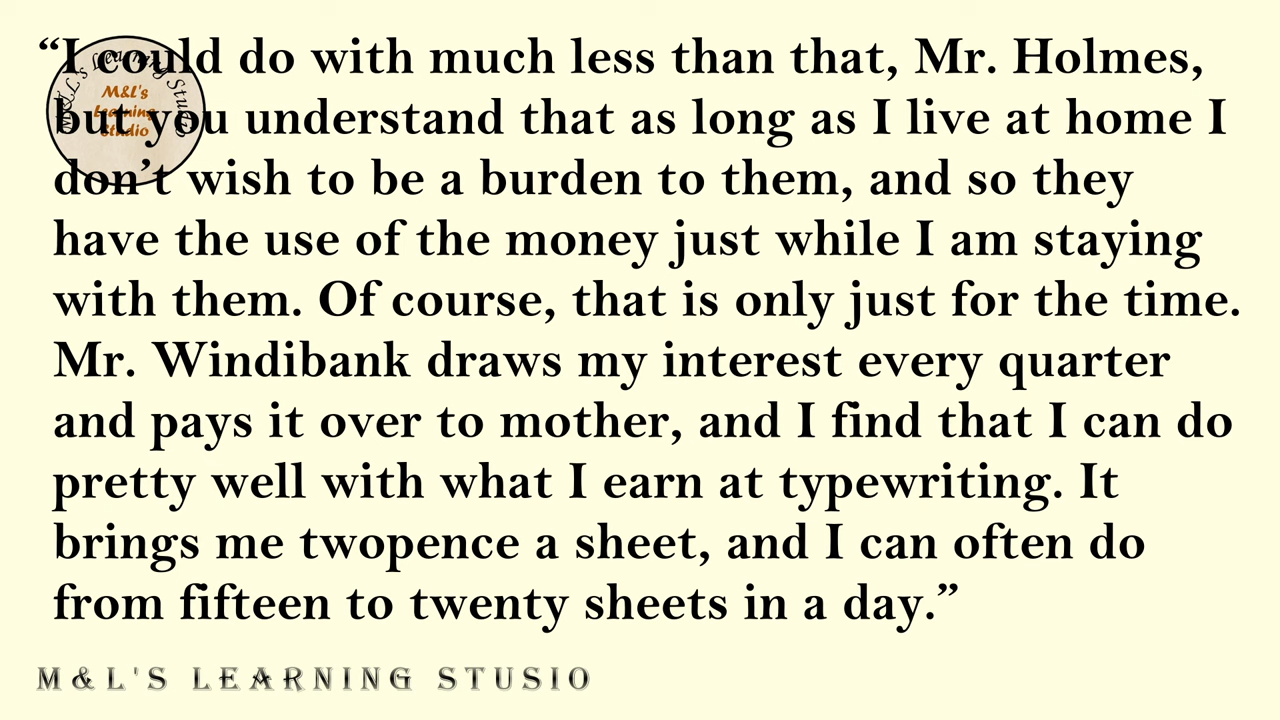 “I could do with much less than that, Mr. Holmes,
but you understand that as long as I live at home I
don’t wish to be a burden to them, and so they
have the use of the money just while I am staying
with them. Of course, that is only just for the time.
Mr. Windibank draws my interest every quarter
and pays it over to mother, and I find that I can do
pretty well with what I earn at typewriting. It
brings me twopence a sheet, and I can often do
from fifteen to twenty sheets in a day.”
M&L's Learning Studio
M&L's
Learning
Studio
M&L'S LEARNING STUSIO